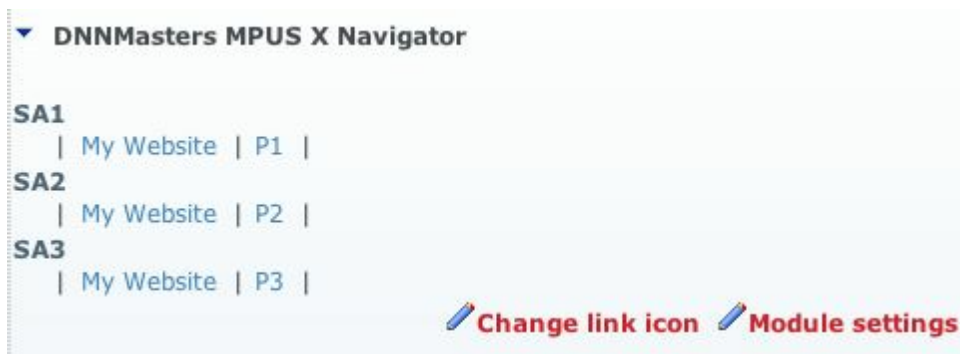 DNNMasters MPUS X Navigator
SA1
| My Website | P1 |
SA2
| My Website | P2 |
SA3
| My Website | P3 |
Change link icon Module settings